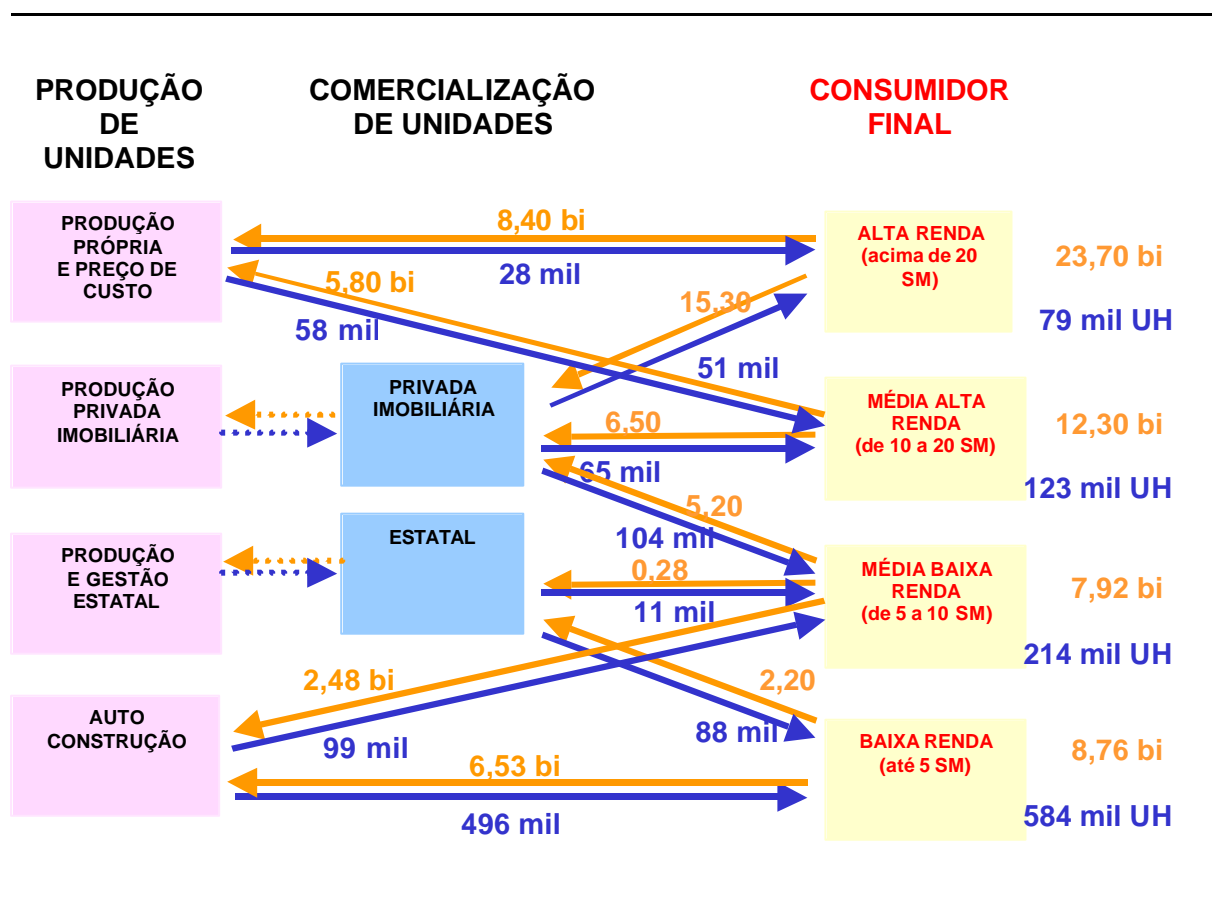 PRODUÇÃO
DE
UNIDADES
COMERCIALIZAÇÃO
DE UNIDADES
CONSUMIDOR
FINAL
PRODUÇÃO
PRÓPRIA
E PREÇO DE
CUSTO
8,40 bi
28 mil
5,80 bi
58 mil
15,30
51 mil
ALTA RENDA
(acima de 20
SM)
23,70 bi
79 mil UH
PRODUÇÃO
PRIVADA
IMOBILIÁRIA
PRIVADA
IMOBILIÁRIA
6,50
65 mil
5,20
104 mil
MÉDIA ALTA
RENDA
(de 10 a 20 SM)
12,30 bi
123 mil UH
PRODUÇÃO
E GESTÃO
ESTATAL
ESTATAL
0,28
11 mil
2,20
88 mil
MÉDIA BAIXA
RENDA
(de 5 a 10 SM)
7,92 bi
214 mil UH
AUTO
CONSTRUÇÃO
2,48 bi
99 mil
6,53 bi
496 mil
BAIXA RENDA
(até 5 SM)
8,76 bi
584 mil UH